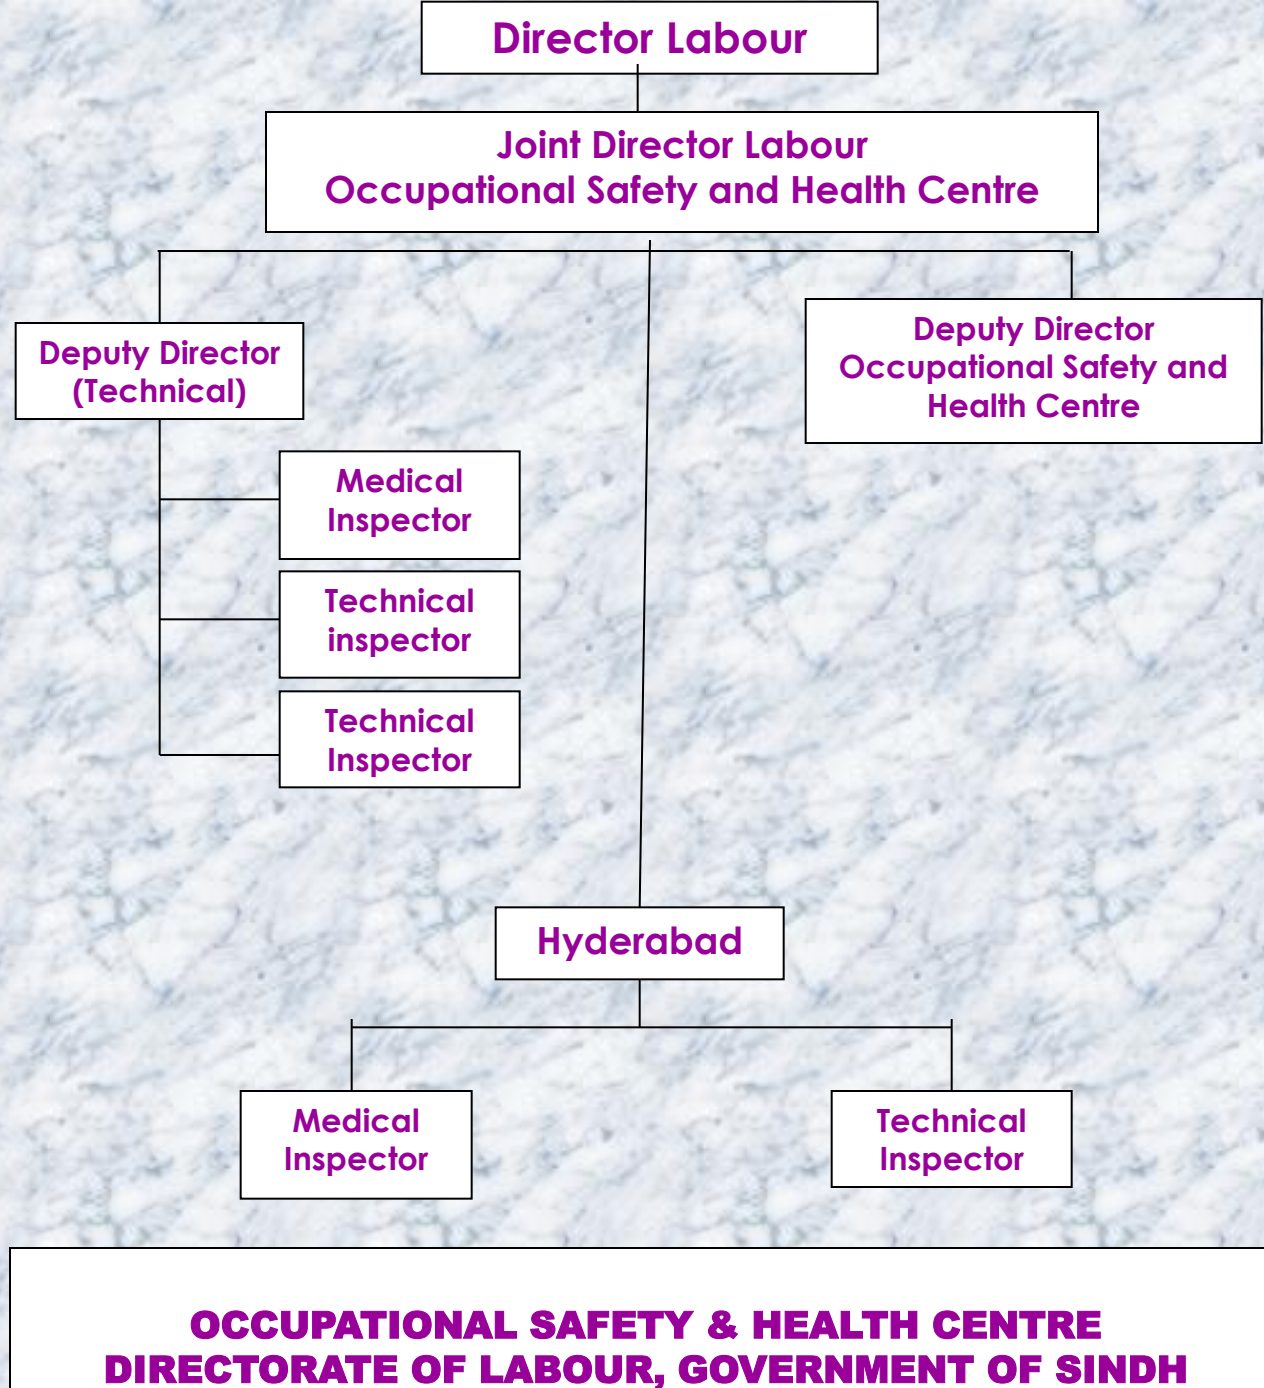 Director Labour
Joint Director Labour
Occupational Safety and Health Centre
Deputy Director
(Technical)
Deputy Director
Occupational Safety and
Health Centre
Medical
Inspector
Technical
inspector
Technical
Inspector
Hyderabad
Medical
Inspector
Technical
Inspector
OCCUPATIONAL SAFETY & HEALTH CENTRE
DIRECTORATE OF LABOUR, GOVERNMENT OF SINDH